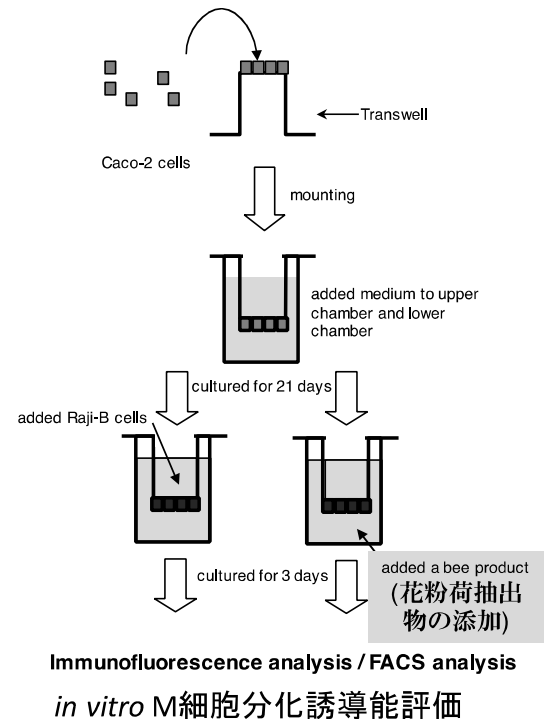 Transwell
Caco-2 cells
mounting
added medium to upper
chamber and lower
chamber
cultured for 21 days
added Raji-B cells
added a bee product
(花粉荷抽出
物の添加)
cultured for 3 days
Immunofluorescence analysis / FACS analysis
in vitro M細胞分化誘導能評価